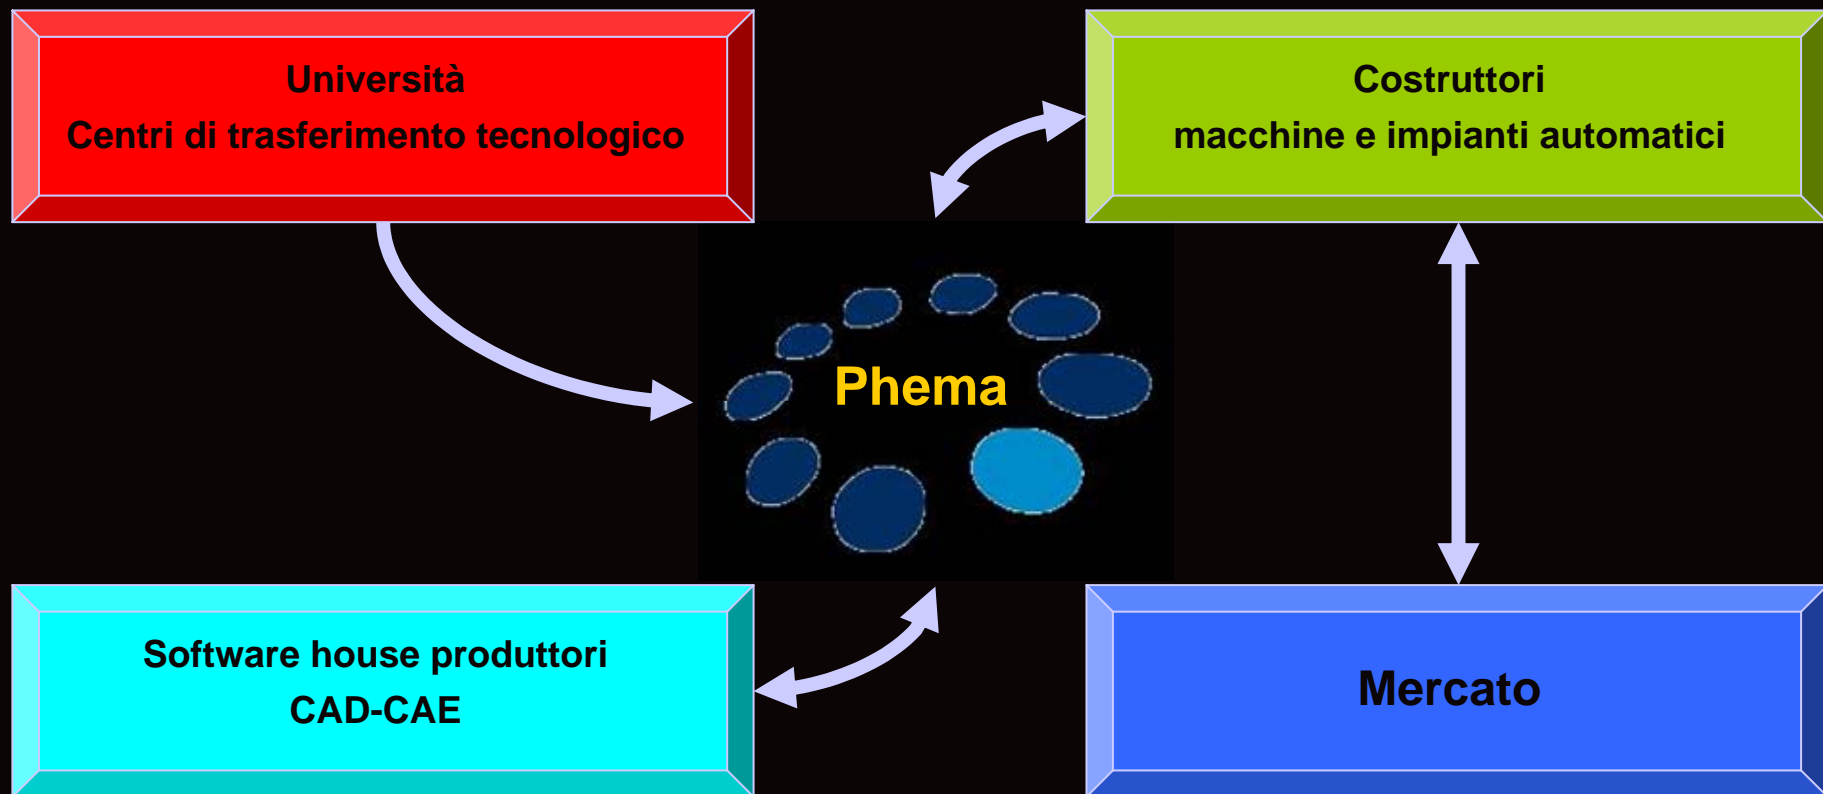 Università
Centri di trasferimento tecnologico
Costruttori
macchine e impianti automatici
Phema
Software house produttori
CAD-CAE
Mercato